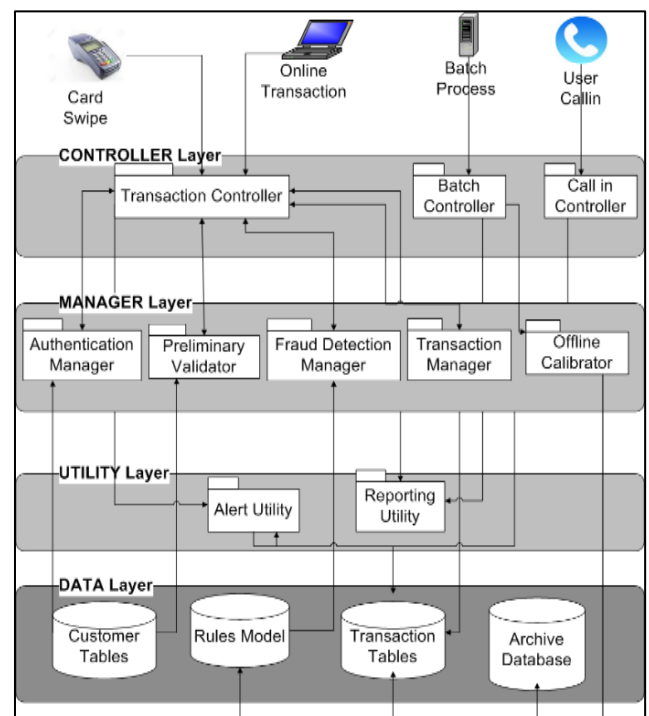 Card
Swipe
Online
Transaction
Batch
Process
User
Callin
CONTROLLER Layer
Transaction Controller
Batch
Controller
Call in
Controller
MANAGER Layer
Authentication
Manager
Preliminary
Validator
Fraud Detection
Manager
Transaction
Manager
Offline
Calibrator
UTILITY Layer
Alert Utility
Reporting
Utility
DATA Layer
Customer
Tables
Rules Model
Transaction
Tables
Archive
Database